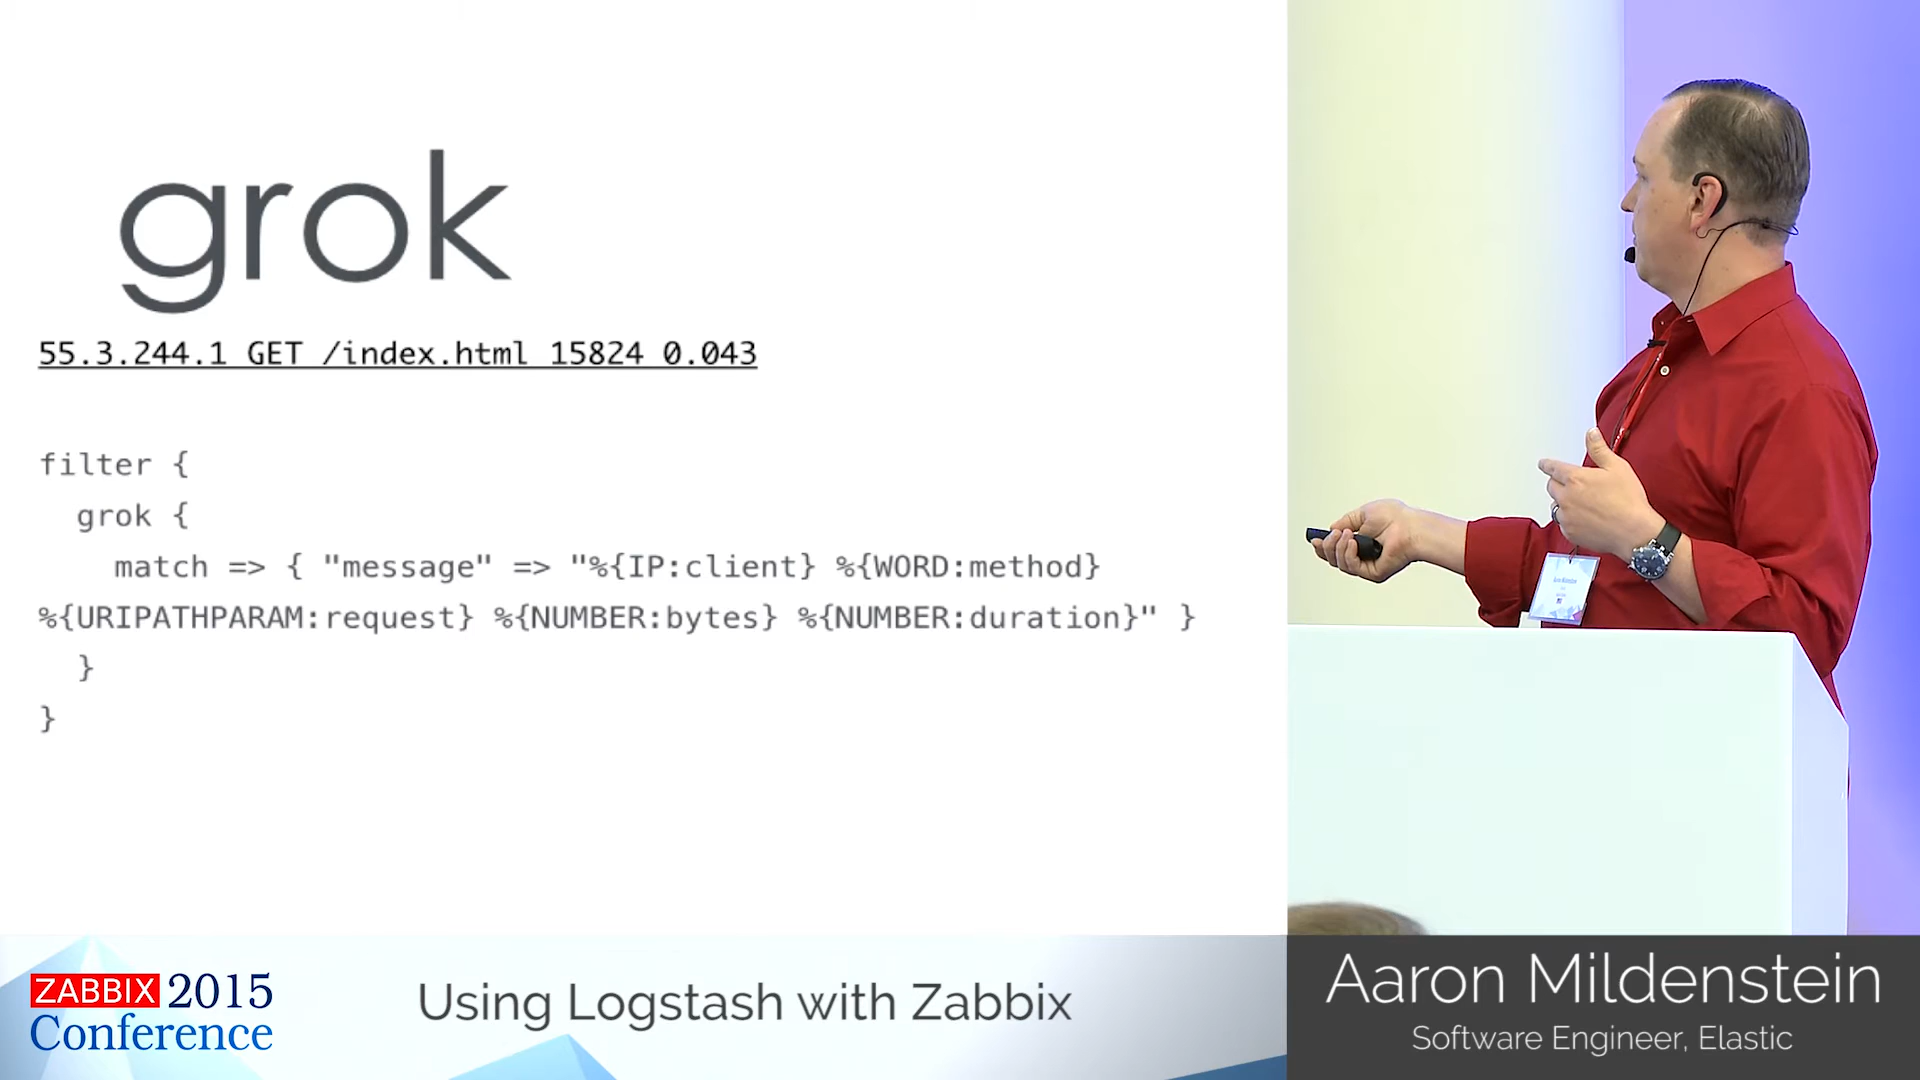 grok
55.3.244.1 GET /index.html 15824 0.043
filter {
grok {
match => { "message" => "%{IP:client} %{WORD:method}
%{URIPATHPARAM:request} %{NUMBER:bytes} %{NUMBER:duration}" }
}
}
ZABBIX 2015
Conference
Using Logstash with Zabbix
Aaron Mildenstein
Software Engineer, Elastic